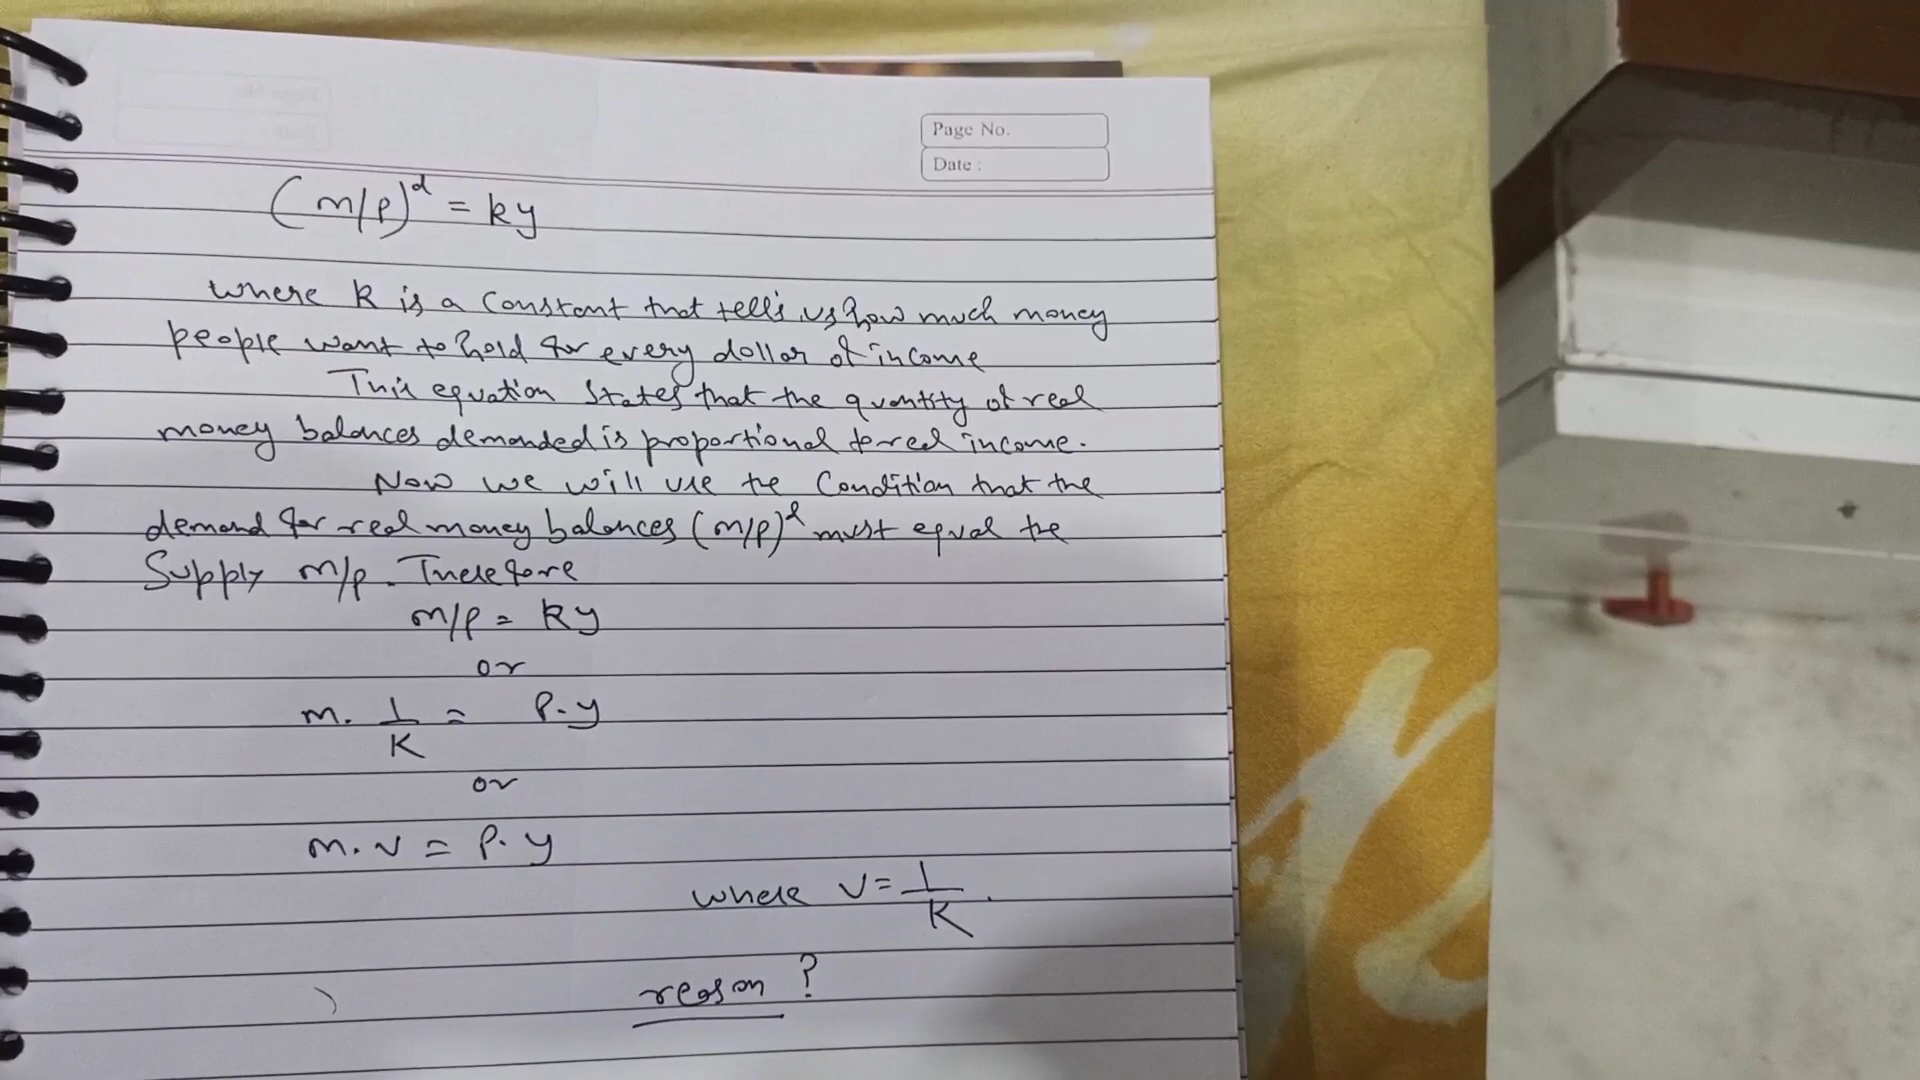 Page No.
Date :
(m/p)^d = ky
where k is a constant that tells us how much money
people want to hold for every dollar of income
This equation states that the quantity of real
money balances demanded is proportional to real income.
Now we will use the condition that the
demand for real money balances (m/p)^d must equal the
Supply m/p. Therefore
m/p = ky
or
m. 1/K = P.y
or
m.v = P.y
where v = 1/K.
reason ?